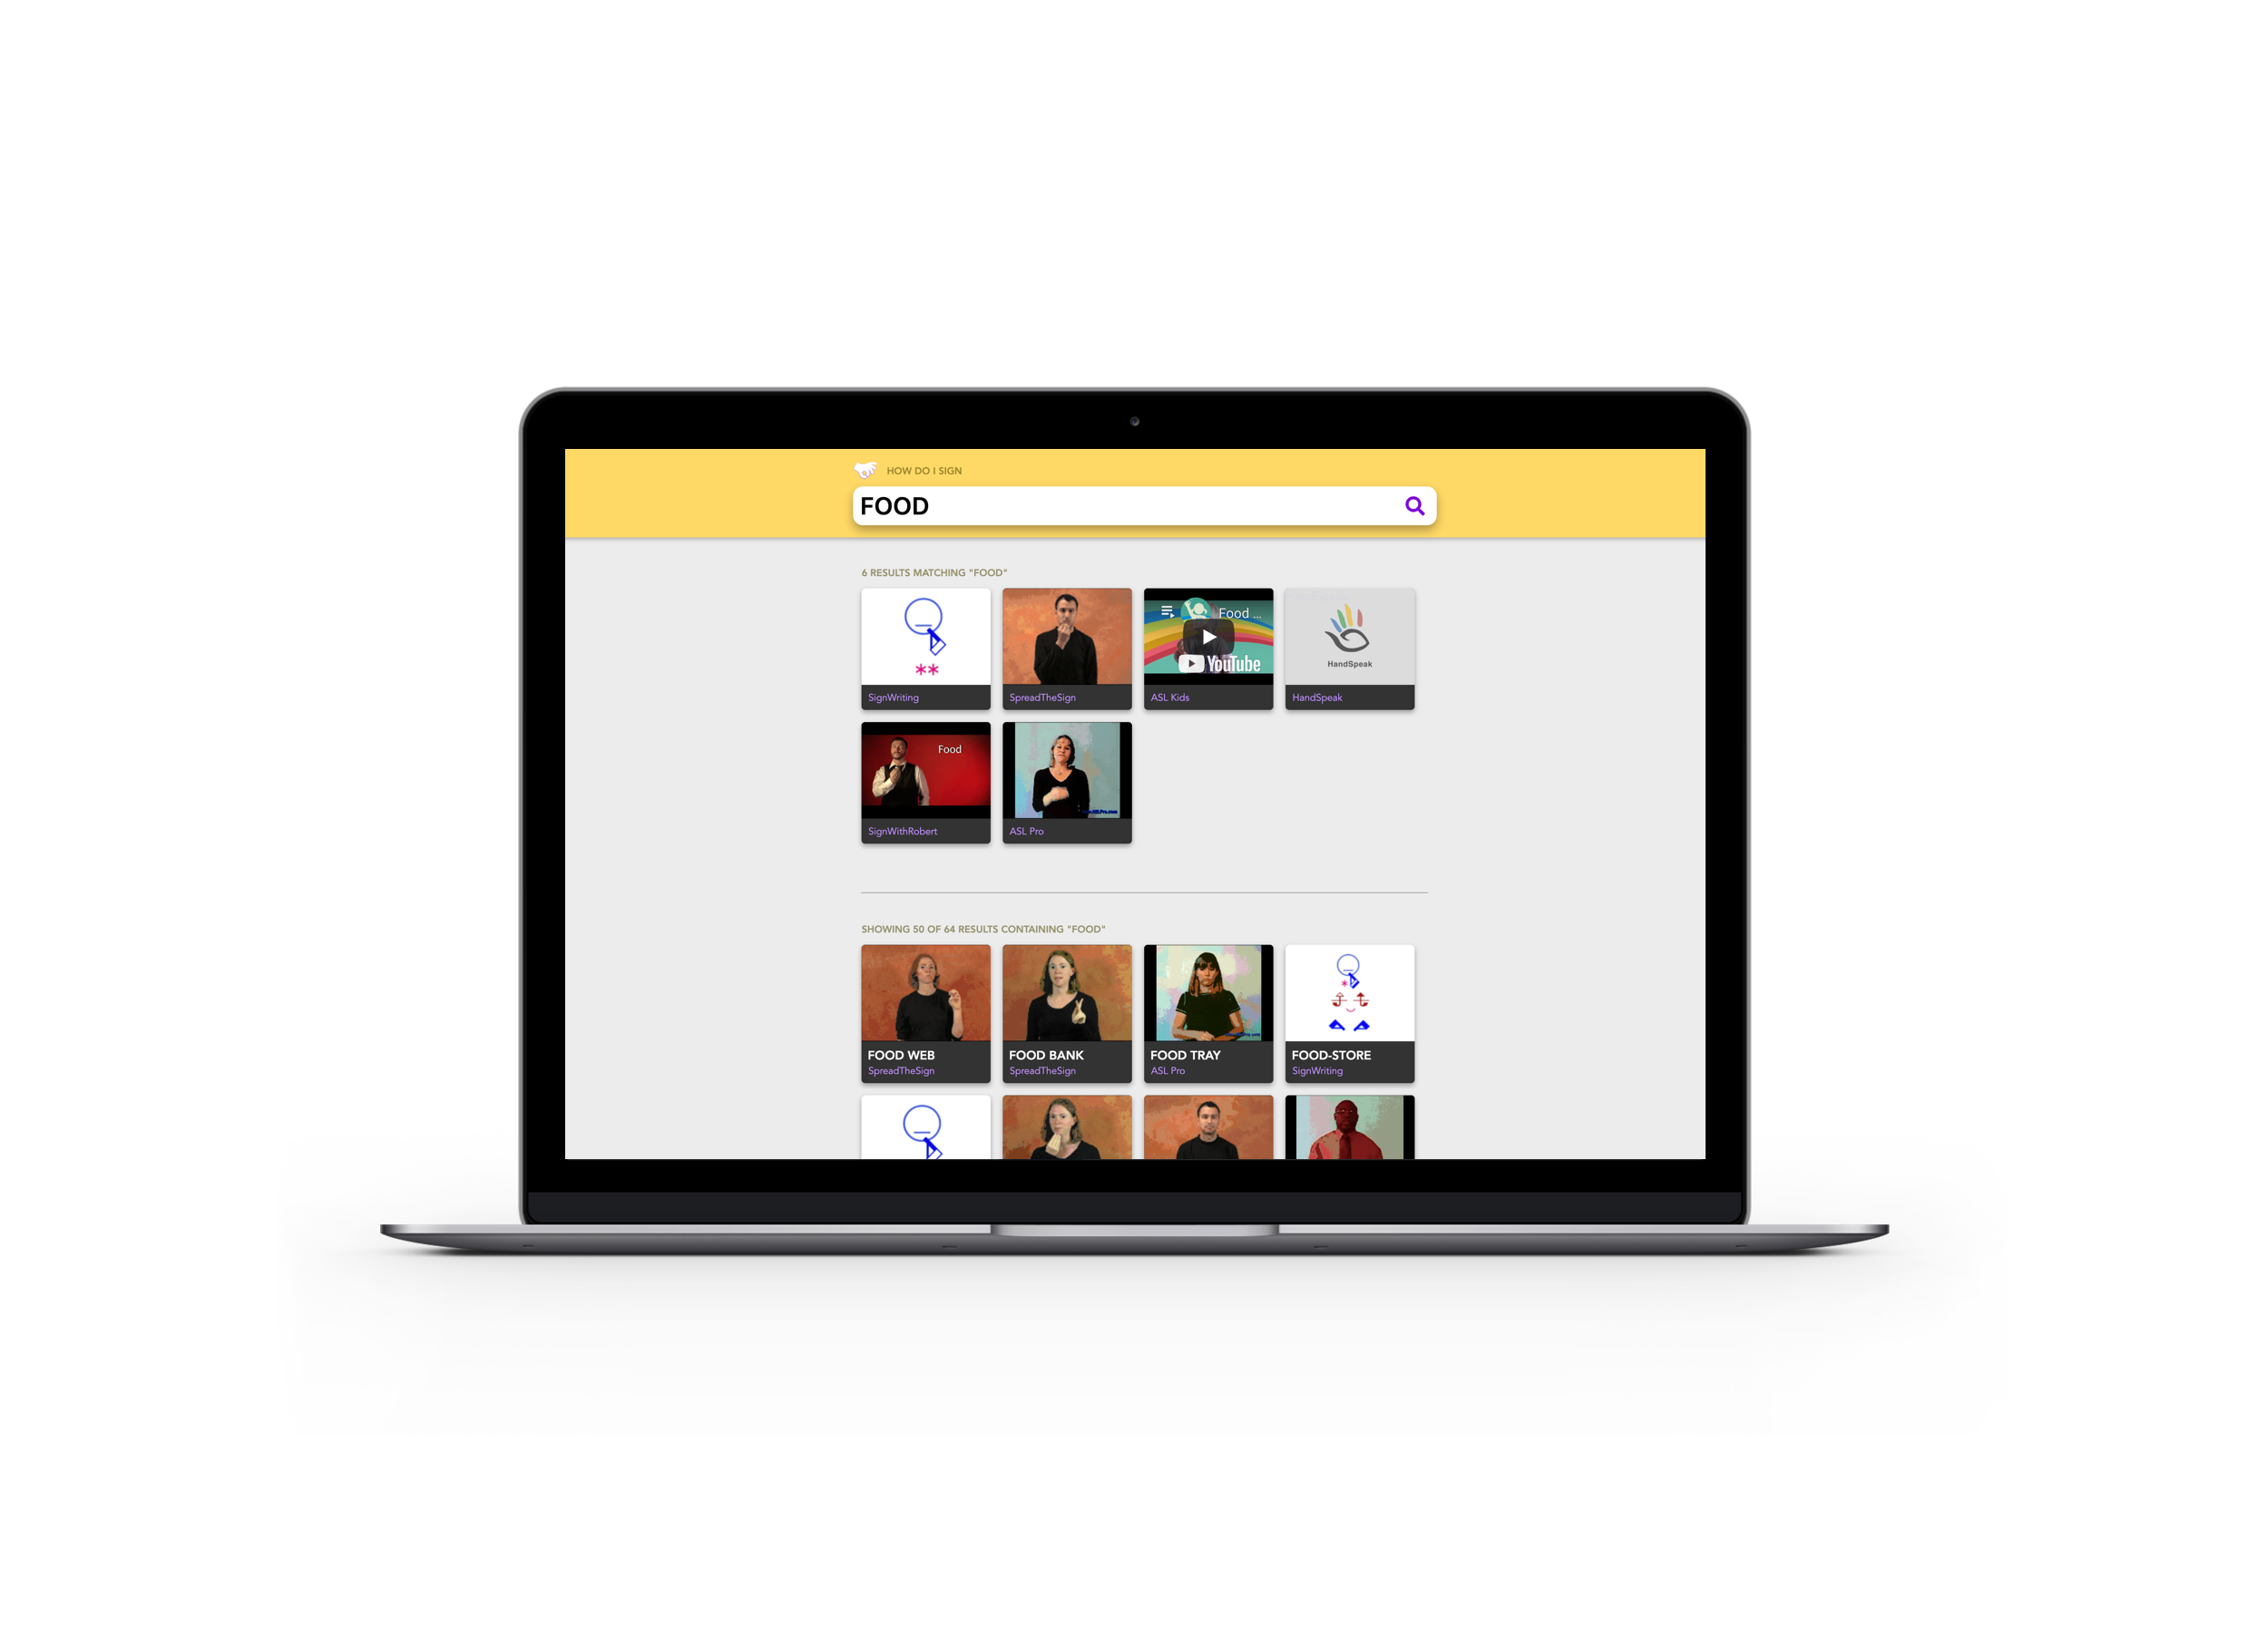 HOW DO I SIGN
FOOD
6 RESULTS MATCHING "FOOD"
Food ...
YouTube
HandSpeak
SignWriting
SpreadTheSign
ASL Kids
HandSpeak
Food
SignWithRobert
ASL Pro
SHOWING 50 OF 64 RESULTS CONTAINING "FOOD"
FOOD WEB
SpreadTheSign
FOOD BANK
SpreadTheSign
FOOD TRAY
ASL Pro
FOOD-STORE
SignWriting